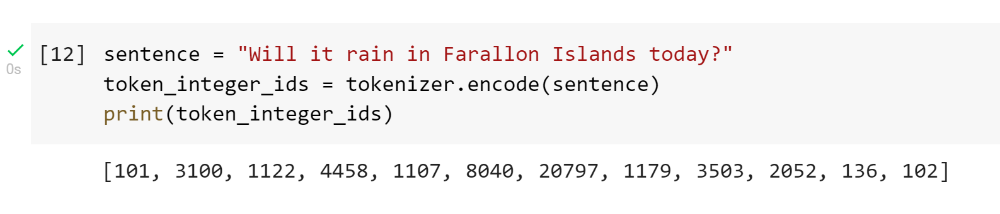 [12] sentence = "Will it rain in Farallon Islands today?"
0s
token_integer_ids = tokenizer.encode(sentence)
print(token_integer_ids)
[101, 3100, 1122, 4458, 1107, 8040, 20797, 1179, 3503, 2052, 136, 102]